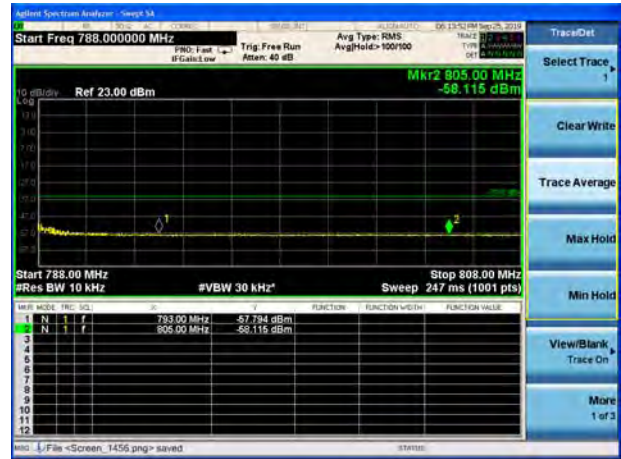 Agilent Spectrum Analyzer - Swept SA
Start Freq 788.000000 MHz
PNO: Fast
IFGain:Low
Trig: Free Run
Atten: 40 dB
Avg Type: RMS
Avg|Hold:>100/100
06:13:52 PM Sep 25, 2019
TRACE
TYPE
DET
Mkr2 805.00 MHz
-58.115 dBm
10 dB/div
Log
Ref 23.00 dBm
1
2
Start 788.00 MHz
Stop 808.00 MHz
#Res BW 10 kHz
#VBW 30 kHz*
Sweep 247 ms (1001 pts)
MKR MODE TRC SCL X Y FUNCTION FUNCTION WIDTH FUNCTION VALUE
1 N 1 f 793.00 MHz -57.794 dBm
2 N 1 f 805.00 MHz -58.115 dBm
3
4
5
6
7
8
9
10
11
12
MSG File <Screen_1456.png> saved
STATUS
Trace/Det
Select Trace
1
Clear Write
Trace Average
Max Hold
Min Hold
View/Blank
Trace On
More
1 of 3